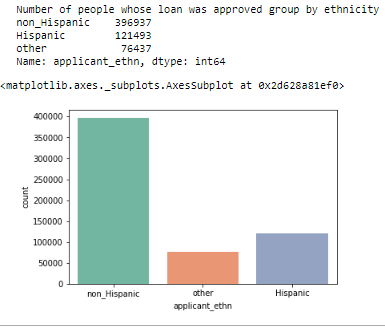 Number of people whose loan was approved group by ethnicity
non_Hispanic 396937
Hispanic 121493
other 76437
Name: applicant_ethn, dtype: int64
<matplotlib.axes._subplots.AxesSubplot at 0x2d628a81ef0>
400000
350000
300000
250000
200000
150000
100000
50000
0
count
non_Hispanic other Hispanic
applicant_ethn